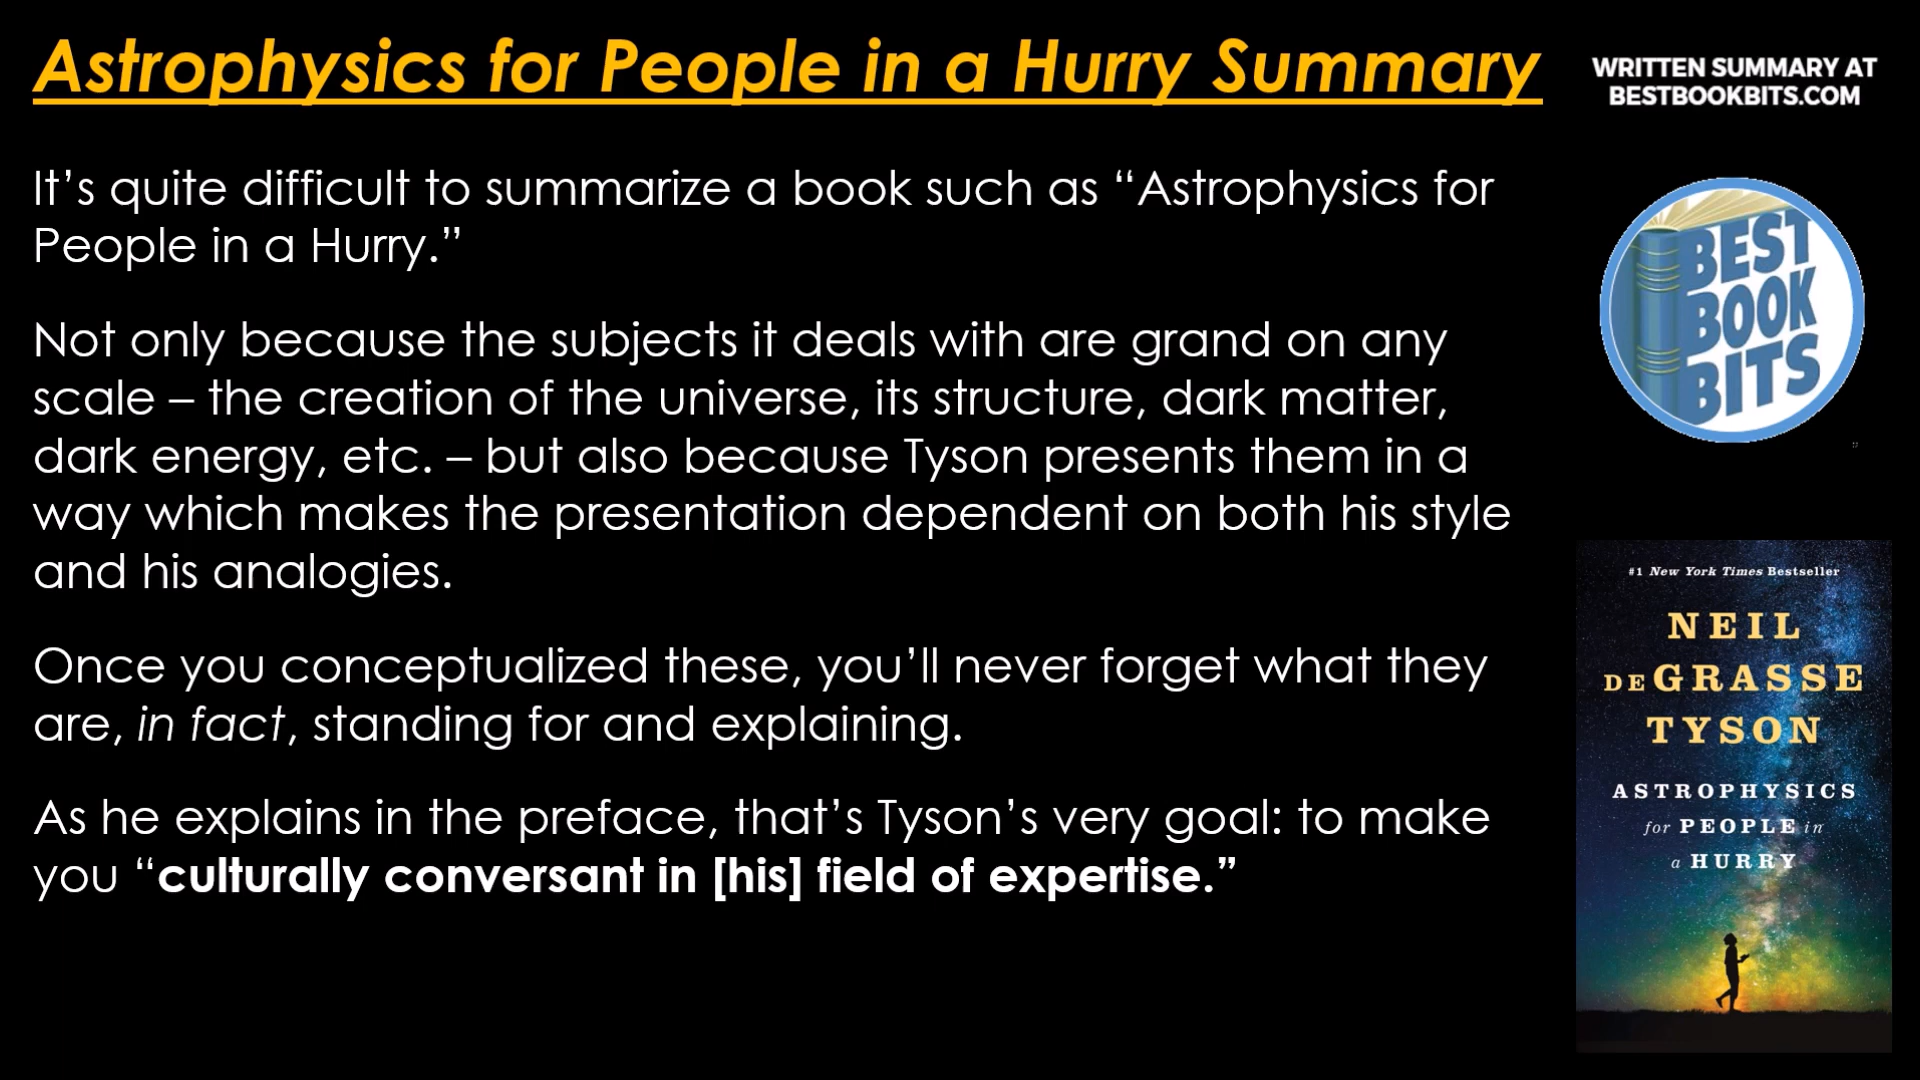 Astrophysics for People in a Hurry Summary
WRITTEN SUMMARY AT
BESTBOOKBITS.COM
It’s quite difficult to summarize a book such as “Astrophysics for
People in a Hurry.”
Not only because the subjects it deals with are grand on any
scale – the creation of the universe, its structure, dark matter,
dark energy, etc. – but also because Tyson presents them in a
way which makes the presentation dependent on both his style
and his analogies.
Once you conceptualized these, you’ll never forget what they
are, in fact, standing for and explaining.
As he explains in the preface, that’s Tyson’s very goal: to make
you “culturally conversant in [his] field of expertise.”
BEST
BOOK
BITS
#1 New York Times Bestseller
NEIL
DEGRASSE
TYSON
ASTROPHYSICS
for PEOPLE in
a HURRY